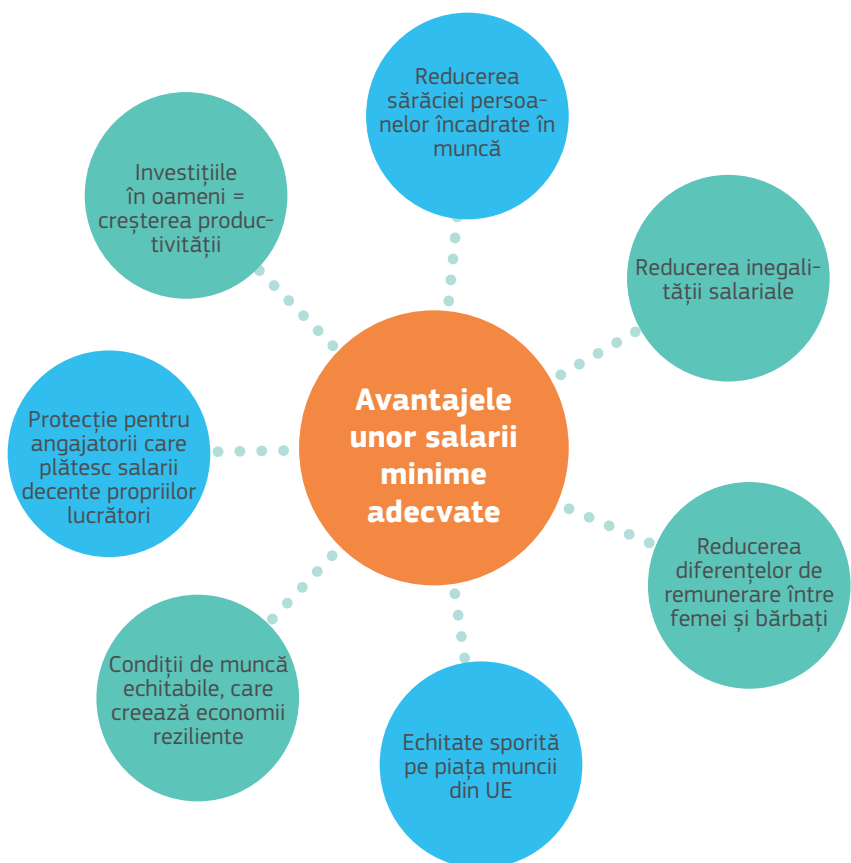 Reducerea
sărăciei persoa-
nelor încadrate în
muncă
Investițiile
în oameni =
creșterea produc-
tivității
Reducerea inegali-
tății salariale
Avantajele
unor salarii
minime
adecvate
Protecție pentru
angajatorii care
plătesc salarii
decente propriilor
lucrători
Reducerea
diferențelor de
remunerare între
femei și bărbați
Condiții de muncă
echitabile, care
creează economii
reziliente
Echitate sporită
pe piața muncii
din UE